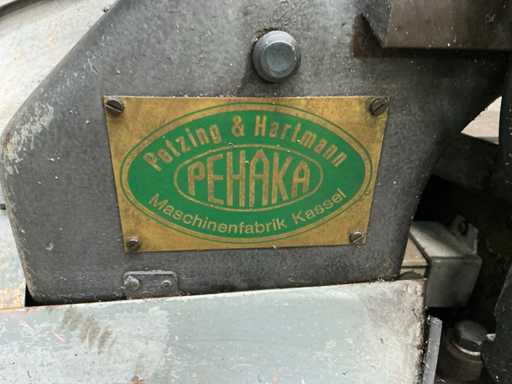 Petzing & Hartmann
PEHAKA
Maschinenfabrik Kassel